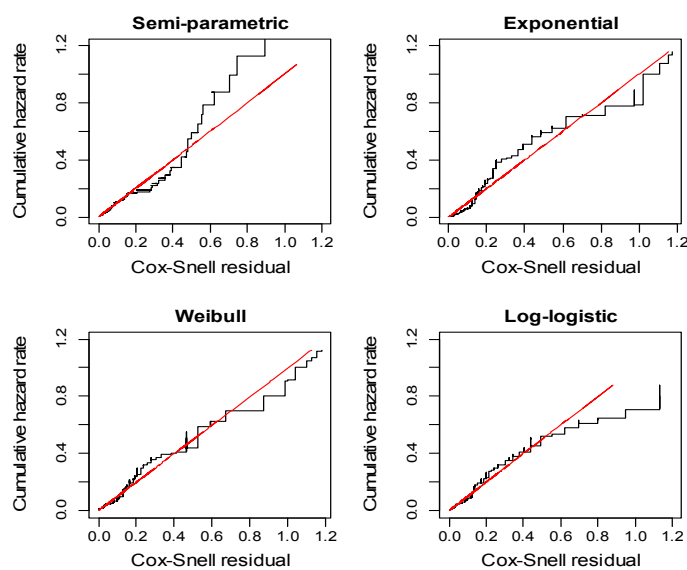 Semi-parametric
Cumulative hazard rate
0.0 0.4 0.8 1.2
0.0 0.2 0.4 0.6 0.8 1.0 1.2
Cox-Snell residual
Exponential
Cumulative hazard rate
0.0 0.4 0.8 1.2
0.0 0.2 0.4 0.6 0.8 1.0 1.2
Cox-Snell residual
Weibull
Cumulative hazard rate
0.0 0.4 0.8 1.2
0.0 0.2 0.4 0.6 0.8 1.0 1.2
Cox-Snell residual
Log-logistic
Cumulative hazard rate
0.0 0.4 0.8 1.2
0.0 0.2 0.4 0.6 0.8 1.0 1.2
Cox-Snell residual